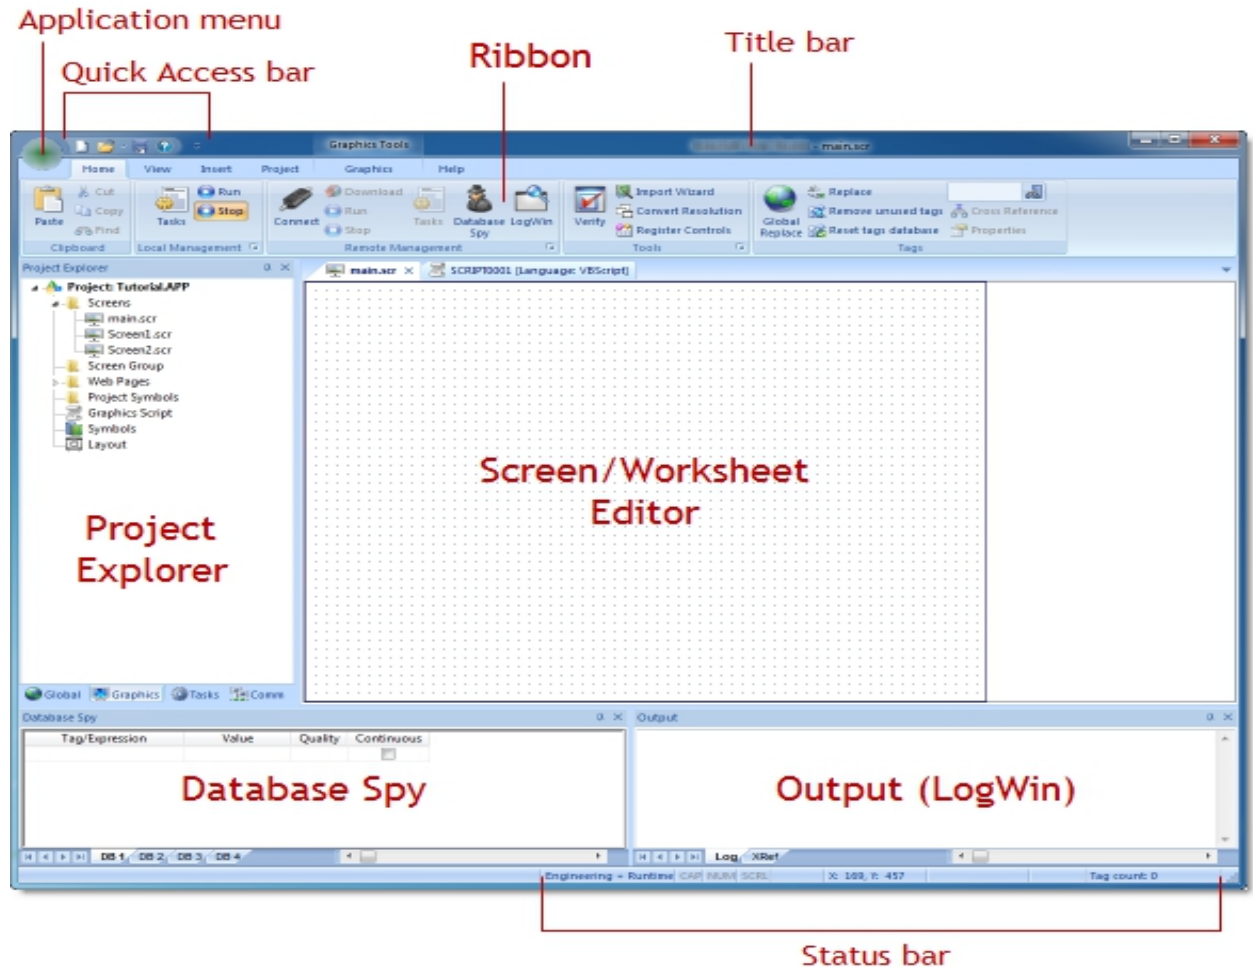 Application menu
Quick Access bar
Ribbon
Title bar
Graphics Tools
- main.scr
Home View Insert Project Graphics Help
Paste
Cut
Copy
Find
Clipboard
Tasks
Run
Stop
Local Management
Connect
Download
Run
Stop
Tasks
Database Spy
LogWin
Remote Management
Verify
Import Wizard
Convert Resolution
Register Controls
Tools
Global Replace
Replace
Remove unused tags
Reset tags database
Cross Reference
Properties
Tags
Project Explorer
main.scr
SCRIPT0001 (Language: VBScript)
Project: Tutorial.APP
Screens
main.scr
Screen1.scr
Screen2.scr
Screen Group
Web Pages
Project Symbols
Graphics Script
Symbols
Layout
Project
Explorer
Screen/Worksheet
Editor
Global Graphics Tasks Comm
Database Spy
Tag/Expression Value Quality Continuous
Database Spy
DB 1 DB 2 DB 3 DB 4
Output
Output (LogWin)
Log XRef
Engineering + Runtime CAP NUM SCRL X: 169, Y: 457 Tag count: 0
Status bar